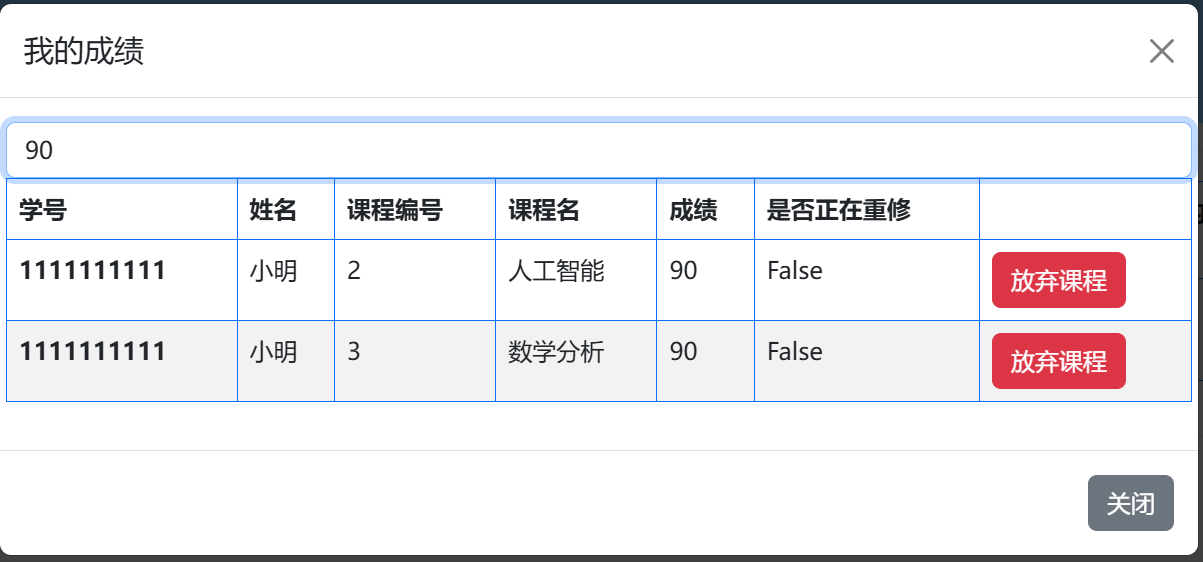 我的成绩
90
学号 姓名 课程编号 课程名 成绩 是否正在重修
1111111111 小明 2 人工智能 90 False 放弃课程
1111111111 小明 3 数学分析 90 False 放弃课程
关闭